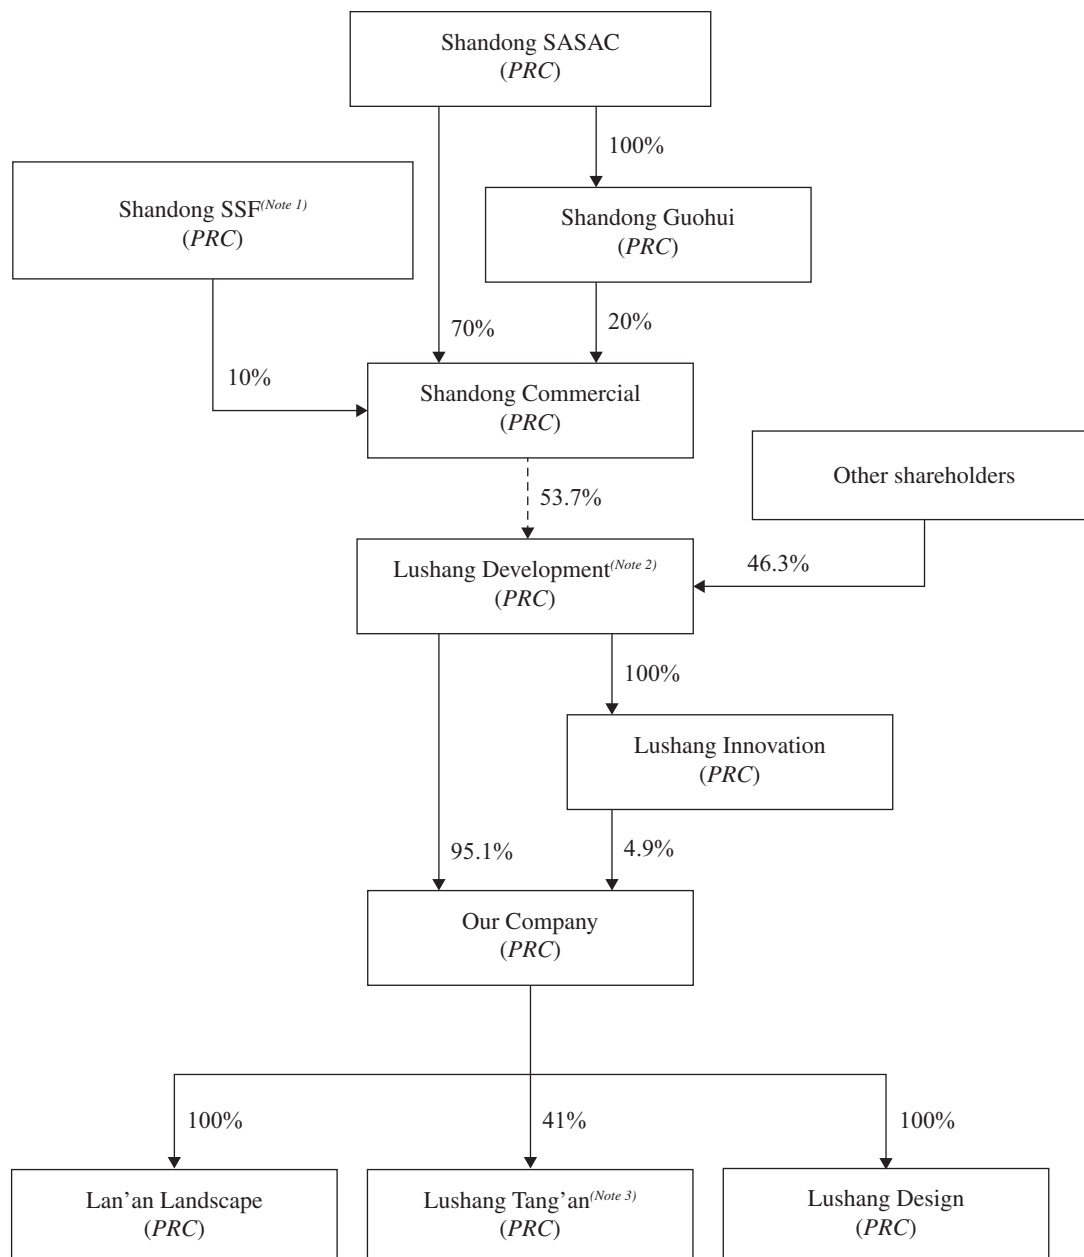 Shandong SASAC
(PRC)
100%
Shandong SSF(Note 1)
(PRC)
Shandong Guohui
(PRC)
70%
20%
10%
Shandong Commercial
(PRC)
53.7%
Other shareholders
46.3%
Lushang Development(Note 2)
(PRC)
100%
Lushang Innovation
(PRC)
95.1%
4.9%
Our Company
(PRC)
100%
41%
100%
Lan’an Landscape
(PRC)
Lushang Tang’an(Note 3)
(PRC)
Lushang Design
(PRC)